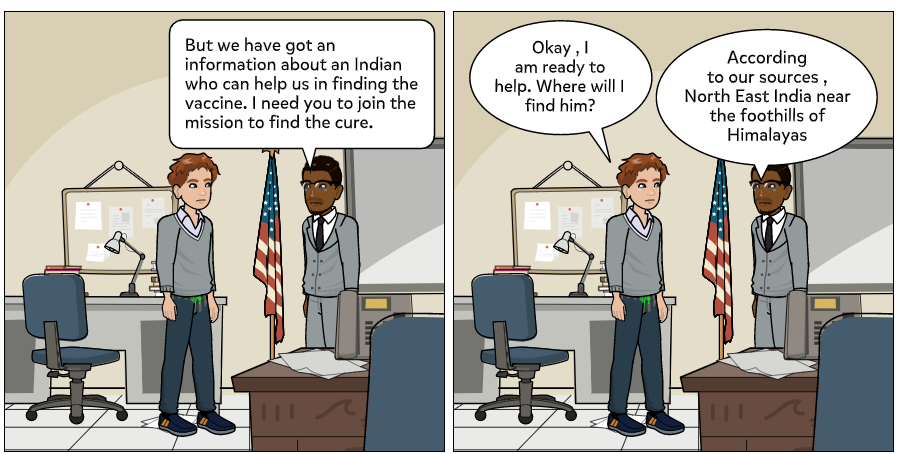 But we have got an
information about an Indian
who can help us in finding the
vaccine. I need you to join the
mission to find the cure.
Okay , I
am ready to
help. Where will I
find him?
According
to our sources ,
North East India near
the foothills of
Himalayas